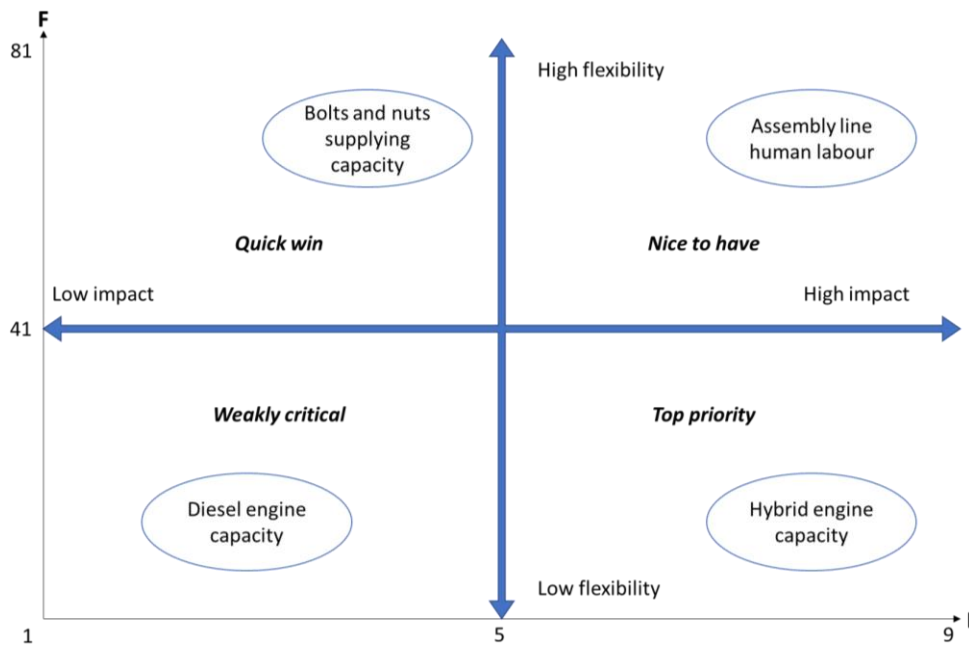 F
81
High flexibility
Bolts and nuts
supplying
capacity
Assembly line
human labour
Quick win
Nice to have
Low impact
High impact
41
Weakly critical
Top priority
Diesel engine
capacity
Hybrid engine
capacity
Low flexibility
1
5
9